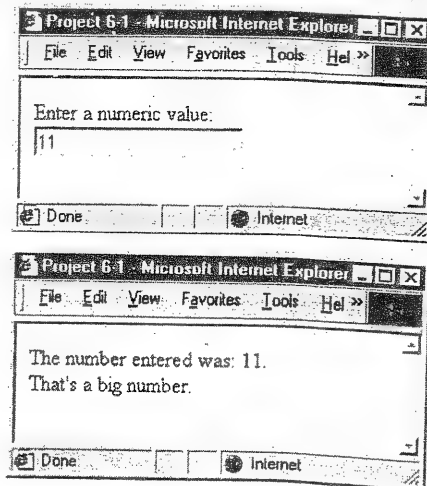 Project 6-1 - Microsoft Internet Explorer
File Edit View Favorites Tools Hel »
Enter a numeric value:
11
Done Internet
Project 6-1 - Microsoft Internet Explorer
File Edit View Favorites Tools Hel »
The number entered was: 11.
That's a big number.
Done Internet